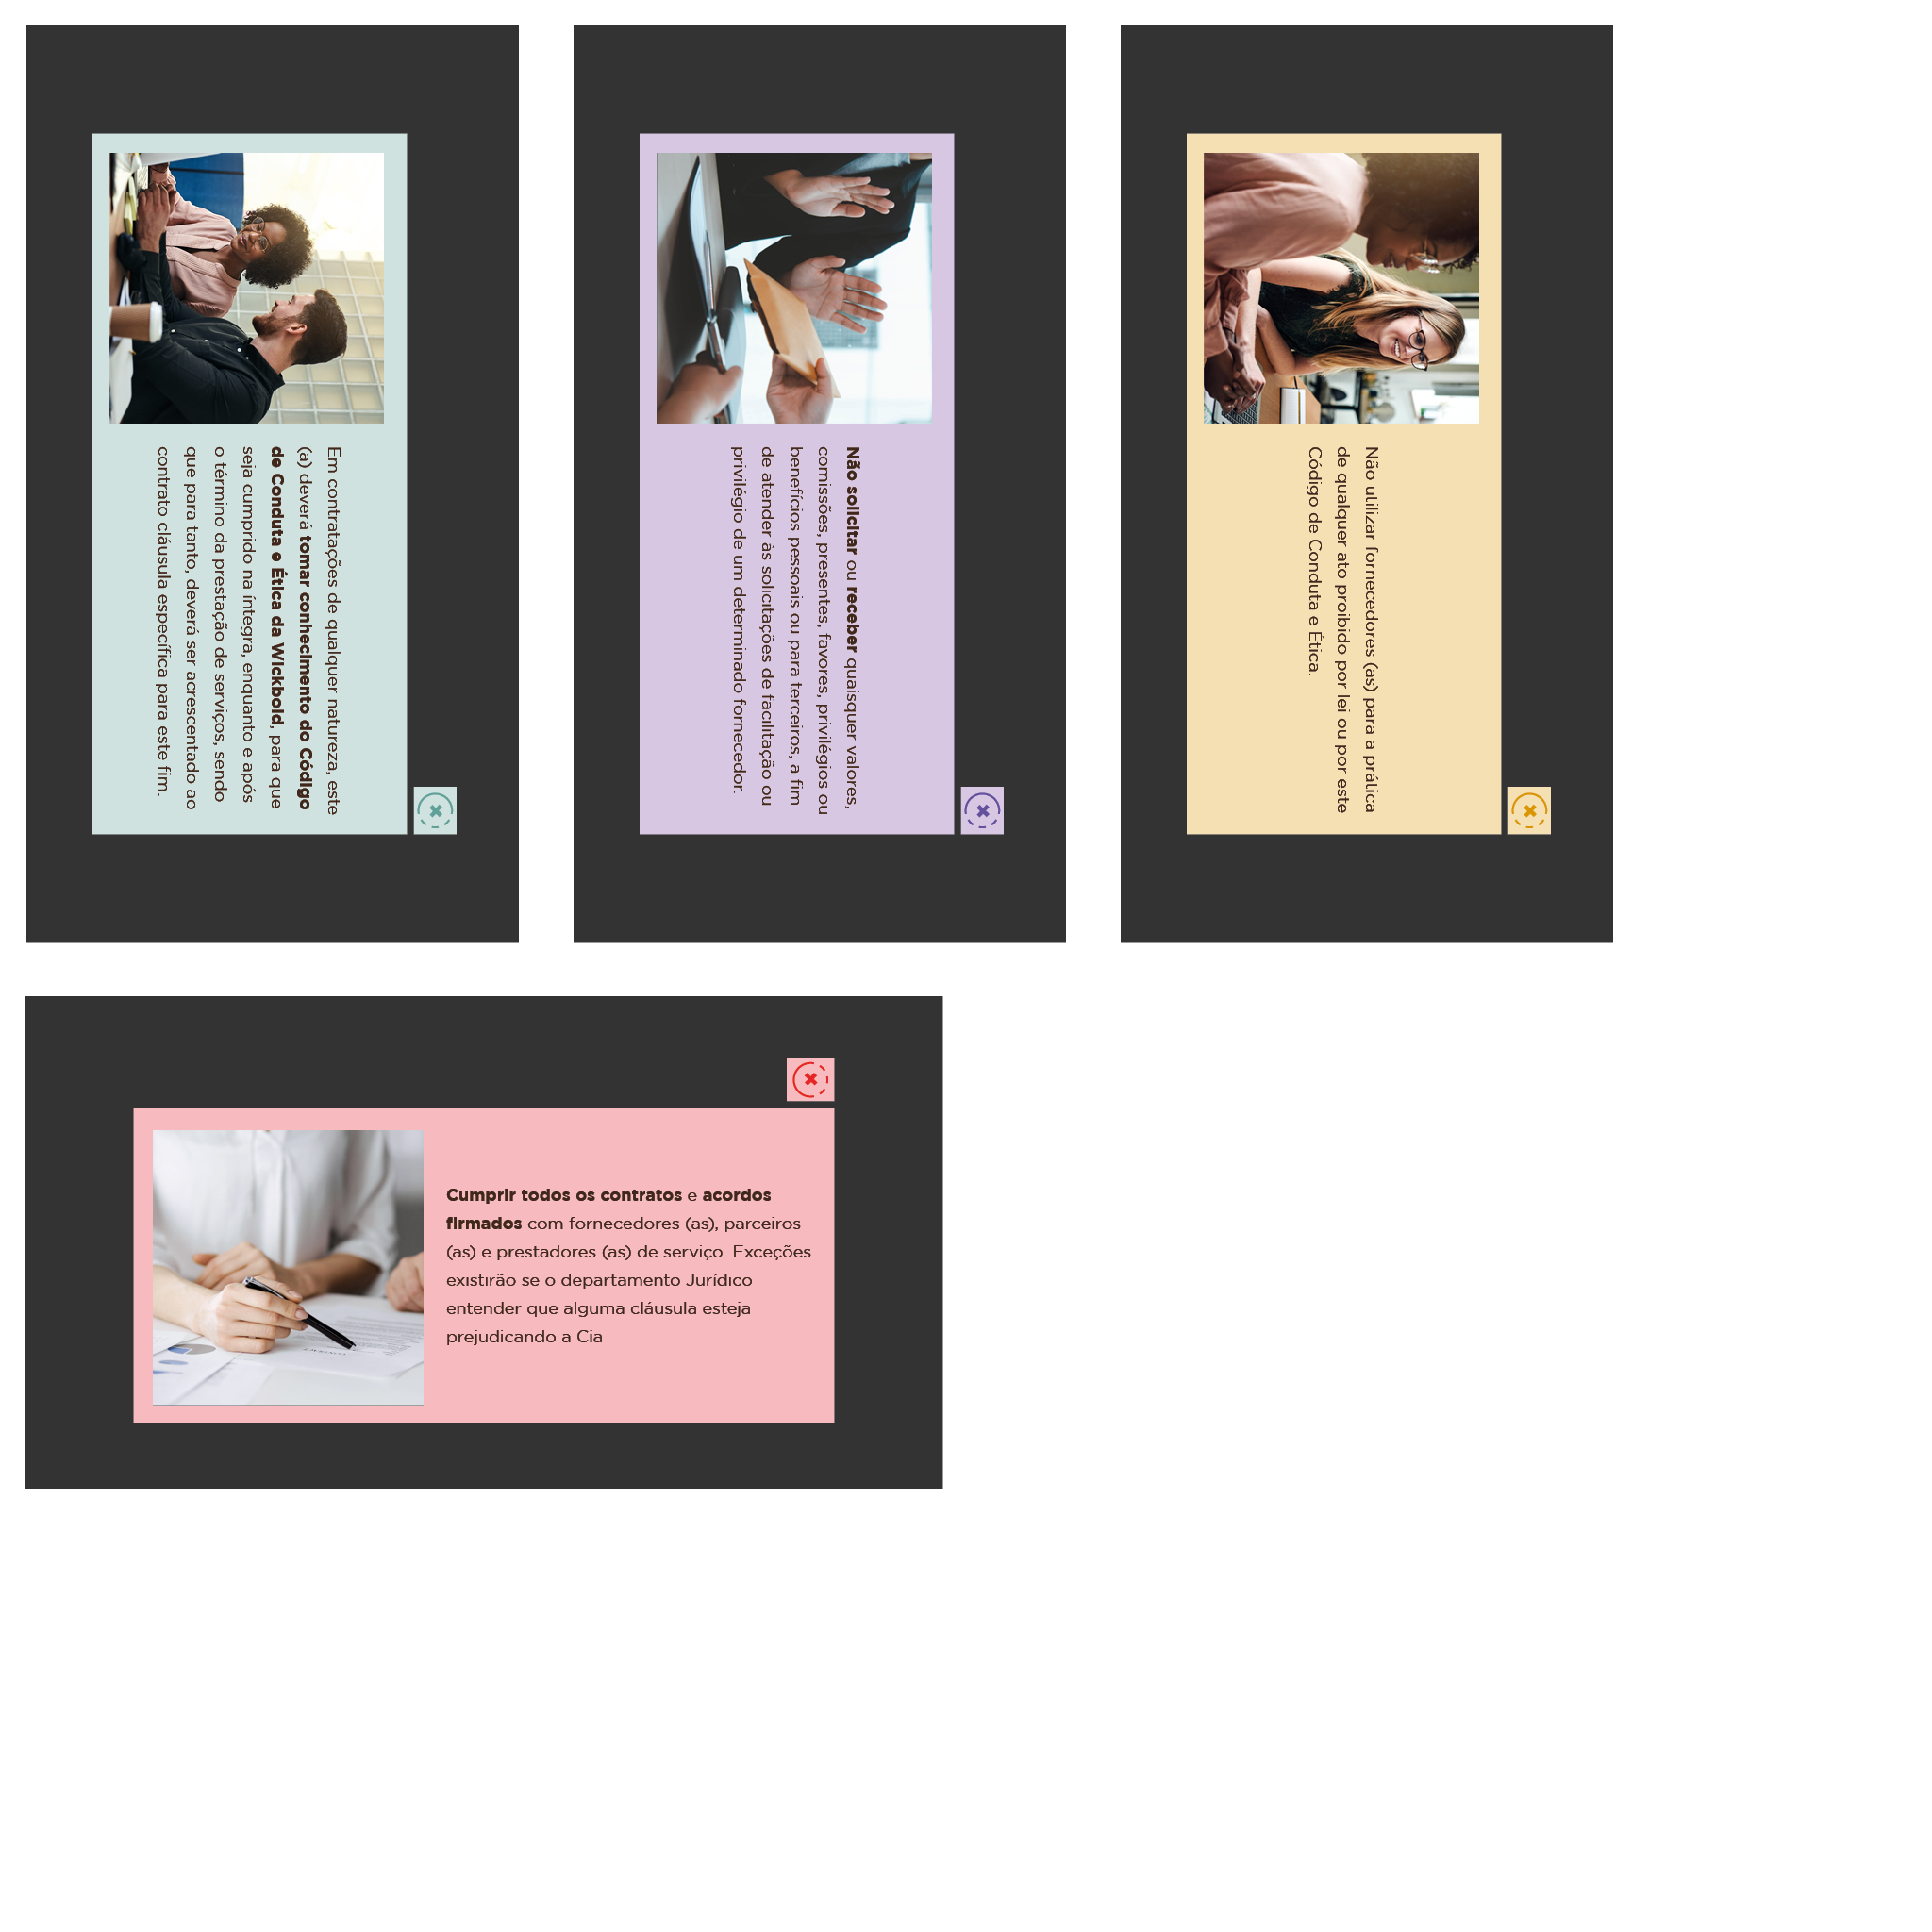 Em contratações de qualquer natureza, este
(a) deverá tomar conhecimento do Código
de Conduta e Ética da Wickbold, para que
seja cumprido na íntegra, enquanto e após
o término da prestação de serviços, sendo
que para tanto, deverá ser acrescentado ao
contrato cláusula específica para este fim.
Não solicitar ou receber quaisquer valores,
comissões, presentes, favores, privilégios ou
benefícios pessoais ou para terceiros, a fim
de atender às solicitações de facilitação ou
privilégio de um determinado fornecedor.
Não utilizar fornecedores (as) para a prática
de qualquer ato proibido por lei ou por este
Código de Conduta e Ética.
Cumprir todos os contratos e acordos
firmados com fornecedores (as), parceiros
(as) e prestadores (as) de serviço. Exceções
existirão se o departamento Jurídico
entender que alguma cláusula esteja
prejudicando a Cia